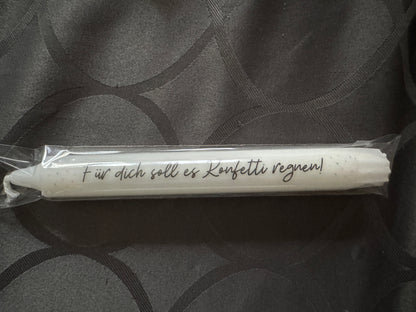 Für dich soll es Konfetti regnen!